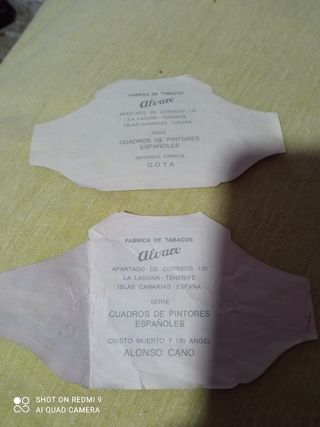 FABRICA DE TABACOS
Alvaro
APARTADO DE CORREOS 100
LA LAGUNA - TENERIFE
ISLAS CANARIAS - ESPAÑA
SERIE
CUADROS DE PINTORES
ESPAÑOLES
SAGRADA FAMILIA
GOYA
FABRICA DE TABACOS
Alvaro
APARTADO DE CORREOS 100
LA LAGUNA - TENERIFE
ISLAS CANARIAS - ESPAÑA
SERIE
CUADROS DE PINTORES
ESPAÑOLES
CRISTO MUERTO Y UN ANGEL
ALONSO CANO
SHOT ON REDMI 9
AI QUAD CAMERA